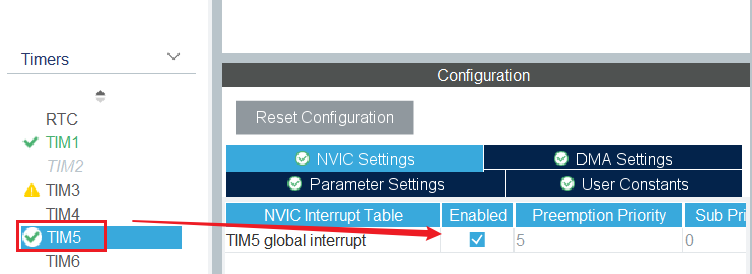 Timers
RTC
TIM1
TIM2
TIM3
TIM4
TIM5
TIM6
Configuration
Reset Configuration
NVIC Settings
DMA Settings
Parameter Settings
User Constants
NVIC Interrupt Table Enabled Preemption Priority Sub Pri
TIM5 global interrupt 5 0